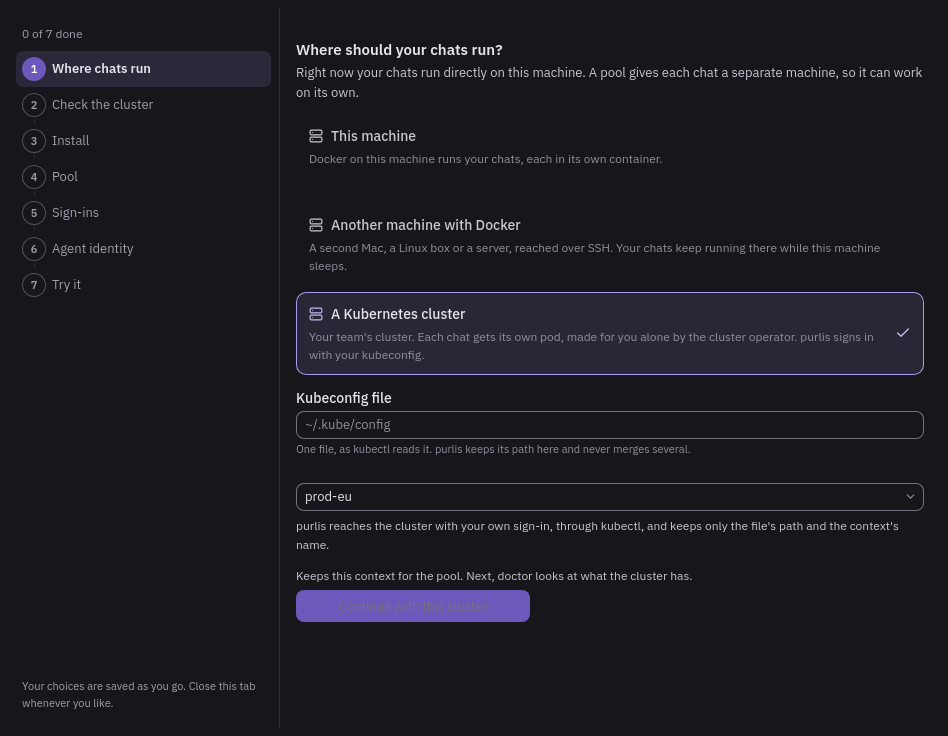 0 of 7 done
1 Where chats run
2 Check the cluster
3 Install
4 Pool
5 Sign-ins
6 Agent identity
7 Try it
Your choices are saved as you go. Close this tab
whenever you like.
Where should your chats run?
Right now your chats run directly on this machine. A pool gives each chat a separate machine, so it can work
on its own.
This machine
Docker on this machine runs your chats, each in its own container.
Another machine with Docker
A second Mac, a Linux box or a server, reached over SSH. Your chats keep running there while this machine
sleeps.
A Kubernetes cluster
Your team's cluster. Each chat gets its own pod, made for you alone by the cluster operator. purlis signs in
with your kubeconfig.
Kubeconfig file
~/.kube/config
One file, as kubectl reads it. purlis keeps its path here and never merges several.
prod-eu
purlis reaches the cluster with your own sign-in, through kubectl, and keeps only the file's path and the context's
name.
Keeps this context for the pool. Next, doctor looks at what the cluster has.
Continue with this cluster